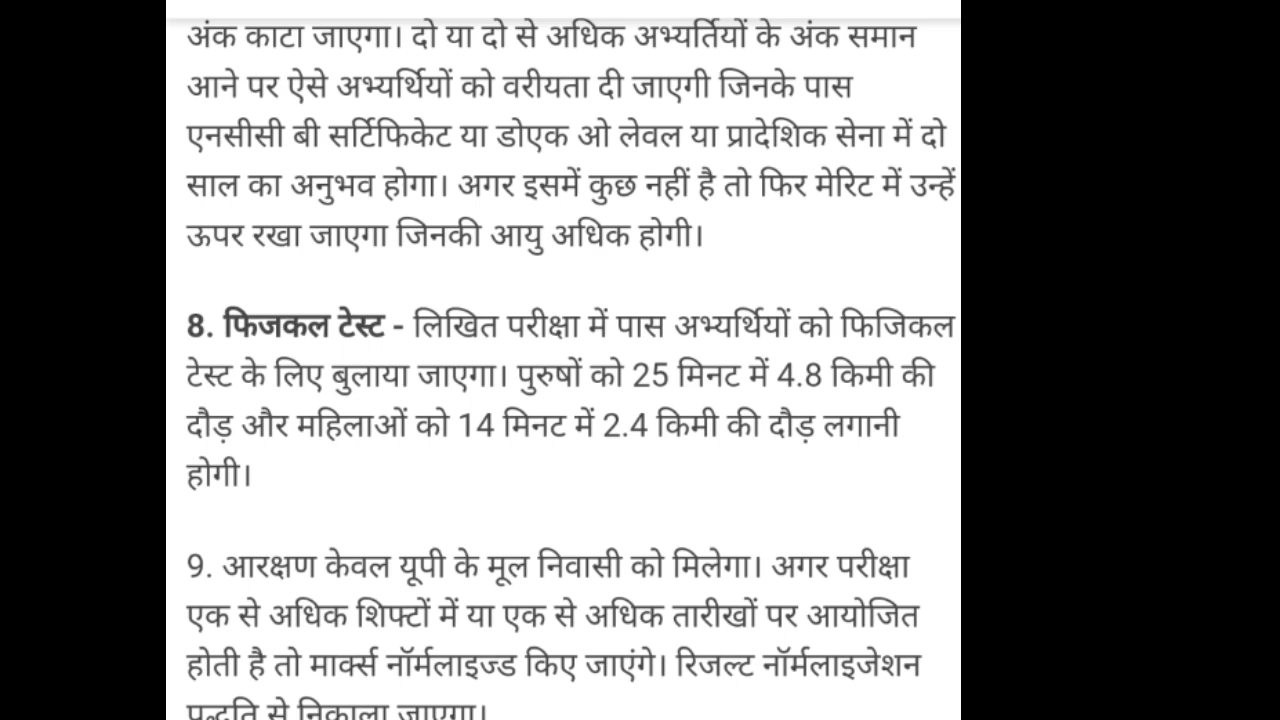 अंक काटा जाएगा। दो या दो से अधिक अभ्यर्तियों के अंक समान
आने पर ऐसे अभ्यर्थियों को वरीयता दी जाएगी जिनके पास
एनसीसी बी सर्टिफिकेट या डोएक ओ लेवल या प्रादेशिक सेना में दो
साल का अनुभव होगा। अगर इसमें कुछ नहीं है तो फिर मेरिट में उन्हें
ऊपर रखा जाएगा जिनकी आयु अधिक होगी।
8. फिजकल टेस्ट - लिखित परीक्षा में पास अभ्यर्थियों को फिजिकल
टेस्ट के लिए बुलाया जाएगा। पुरुषों को 25 मिनट में 4.8 किमी की
दौड़ और महिलाओं को 14 मिनट में 2.4 किमी की दौड़ लगानी
होगी।
9. आरक्षण केवल यूपी के मूल निवासी को मिलेगा। अगर परीक्षा
एक से अधिक शिफ्टों में या एक से अधिक तारीखों पर आयोजित
होती है तो मार्क्स नॉर्मलाइज्ड किए जाएंगे। रिजल्ट नॉर्मलाइजेशन
पद्धति से निकाला जाएगा।